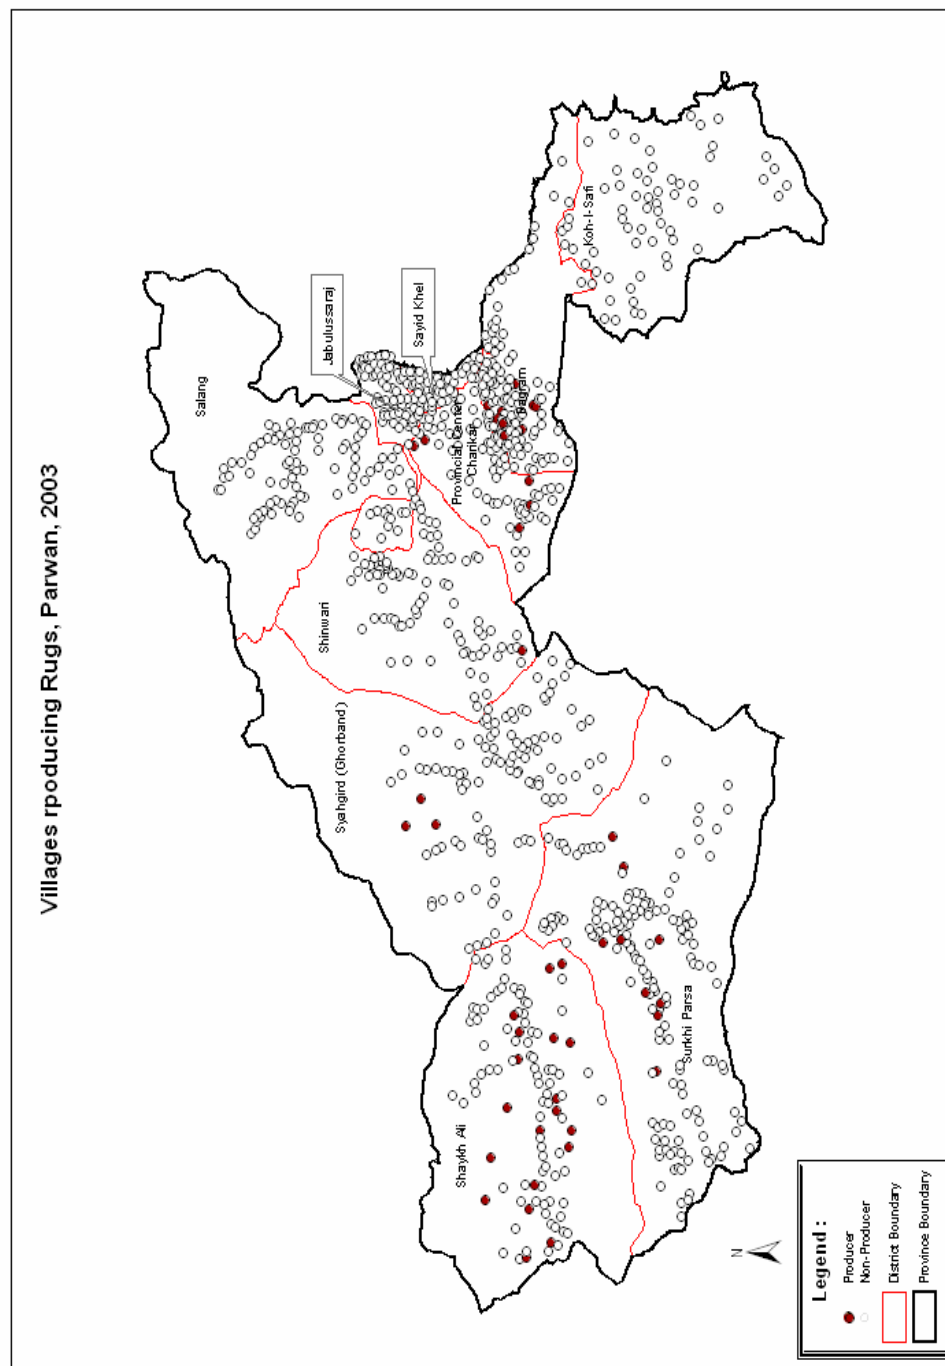 Villages rpoducing Rugs, Parwan, 2003
Salang
Jabulussaraj
Sayid Khel
Koh-I-Safi
Provincial Center
Charikar
Bagram
Shinwari
Syahgird (Ghorband)
Shaykh Ali
Surkhi Parsa
N
Legend :
Producer
Non-Producer
District Boundary
Province Boundary